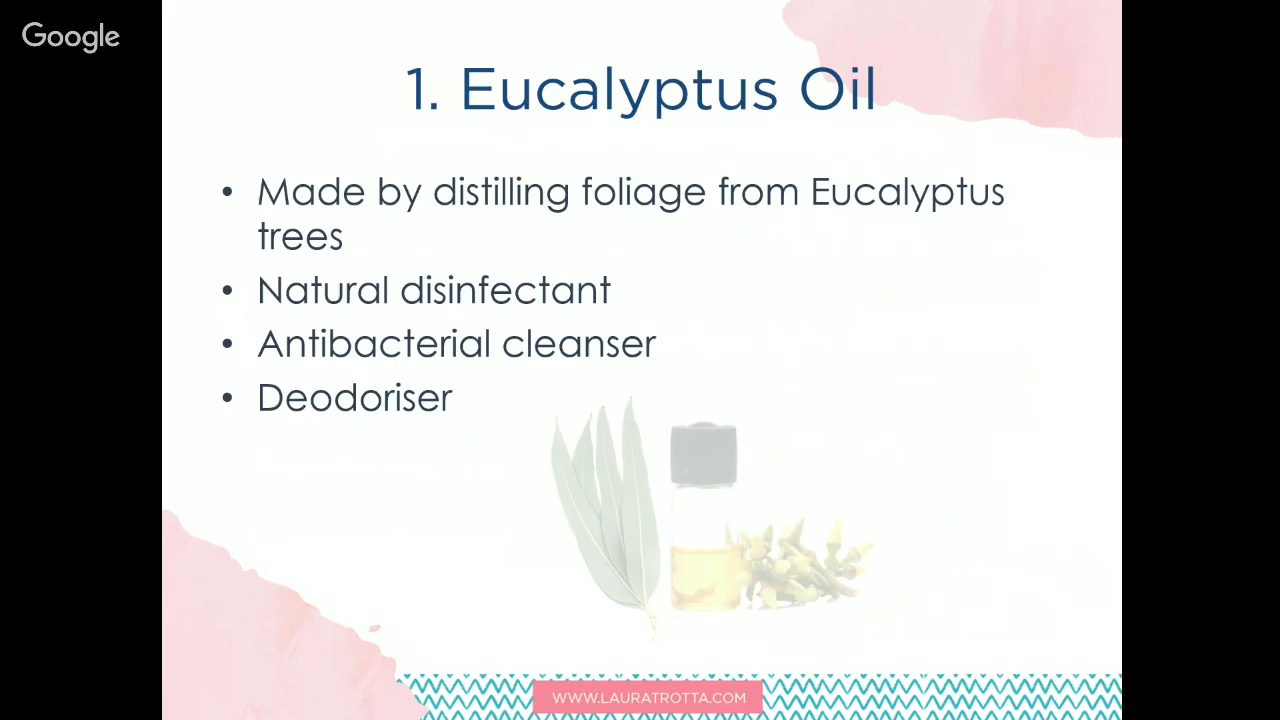 Google
1. Eucalyptus Oil
• Made by distilling foliage from Eucalyptus
trees
• Natural disinfectant
• Antibacterial cleanser
• Deodoriser
WWW.LAURATROTTA.COM